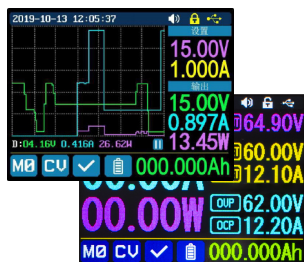 2019-10-13 12:05:37
设置
15.00V
1.000A
输出
15.00V
0.897A
13.45W
D:04.16V 0.416A 26.62W
M0 CV 000.000Ah
64.90V
60.00V
12.10A
00.00W
OVP 62.00V
OCP 12.20A
M0 CV 000.000Ah